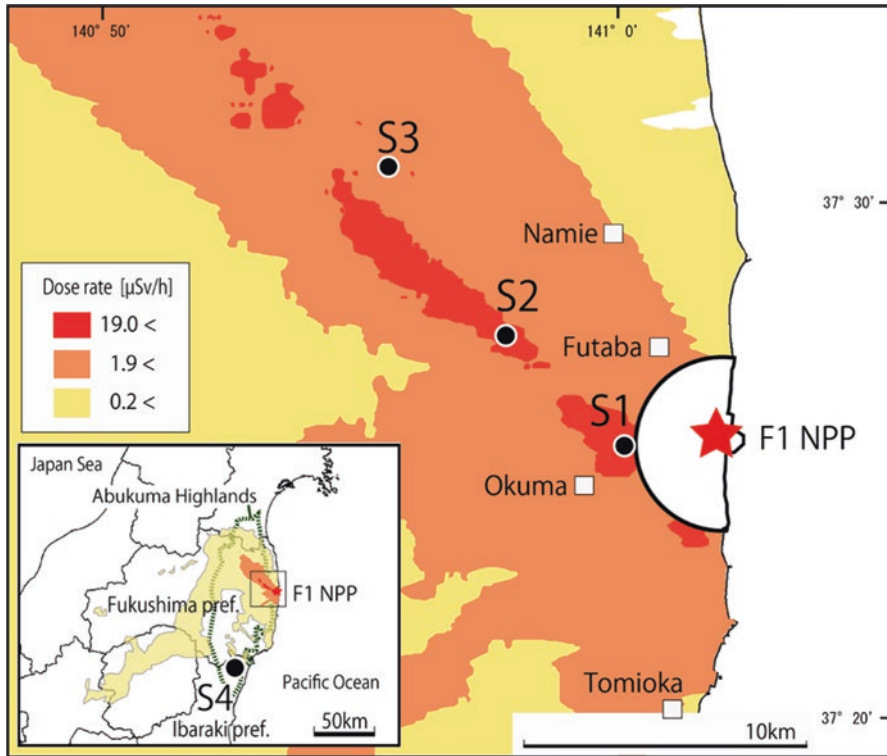 140° 50'
141° 0'
S3
37° 30'
Namie
Dose rate [μSv/h]
19.0 <
1.9 <
0.2 <
S2
Futaba
S1
F1 NPP
Okuma
Japan Sea
Abukuma Highlands
F1 NPP
Fukushima pref.
S4
Pacific Ocean
Ibaraki pref.
50km
Tomioka
37° 20'
10km